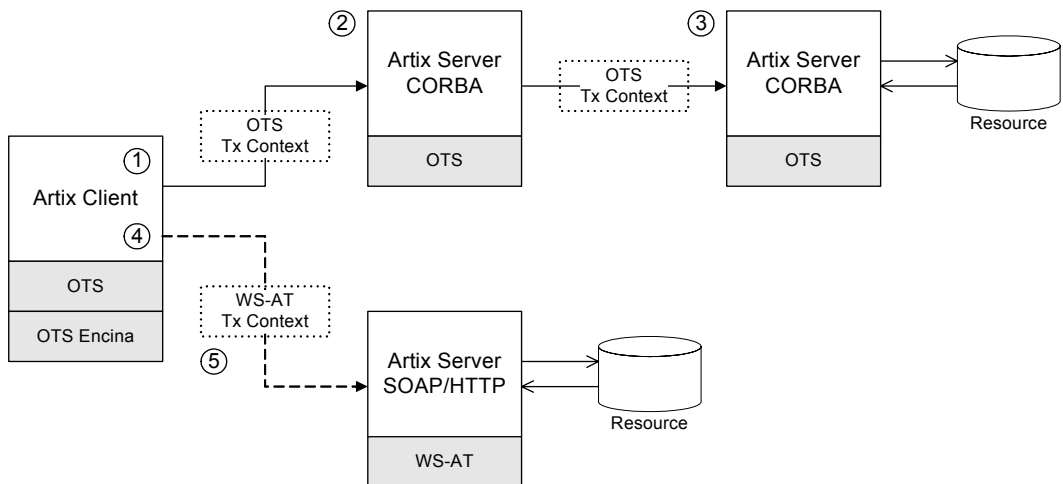 ②
Artix Server
CORBA
OTS
OTS
Tx Context
③
Artix Server
CORBA
OTS
Resource
OTS
Tx Context
①
Artix Client
④
OTS
OTS Encina
WS-AT
Tx Context
⑤
Artix Server
SOAP/HTTP
WS-AT
Resource